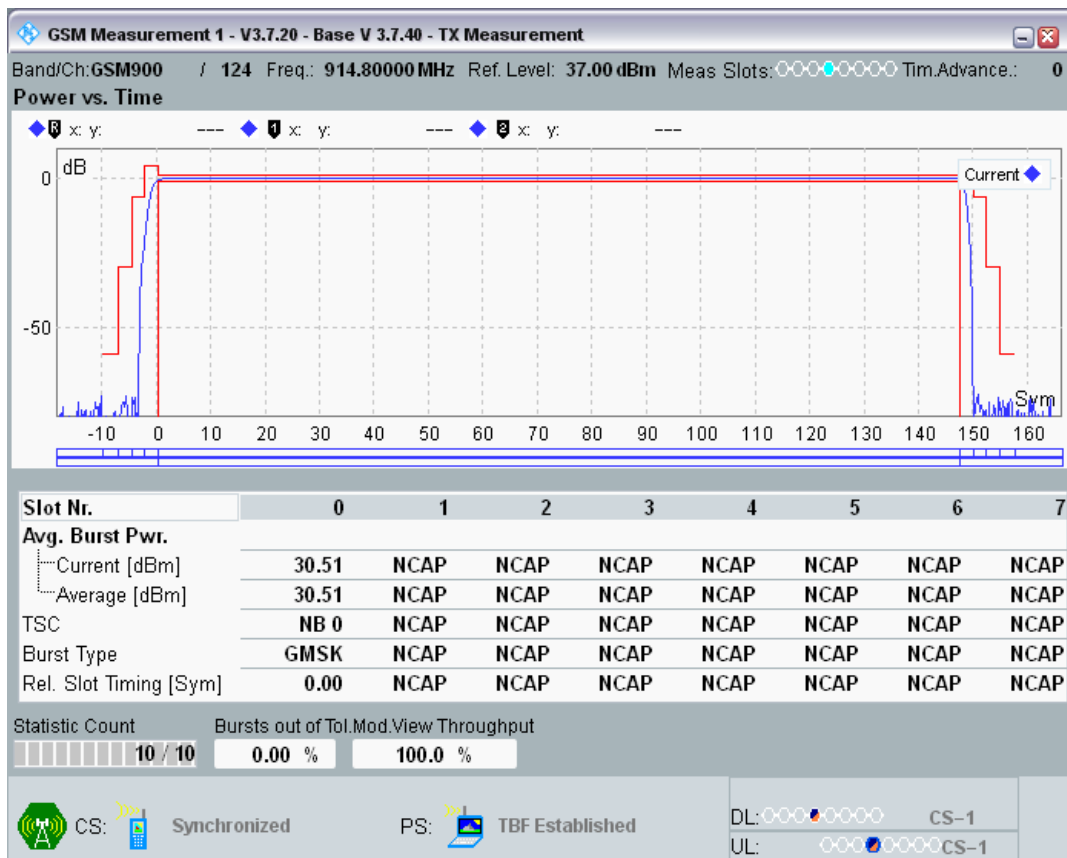 GSM Measurement 1 - V3.7.20 - Base V 3.7.40 - TX Measurement
Band/Ch:GSM900 / 124 Freq.: 914.80000 MHz Ref. Level: 37.00 dBm Meas Slots: Tim.Advance.: 0
Power vs. Time
R x: y: --- 1 x: y: --- 2 x: y: ---
dB
Current
0
-50
Sym
-10 0 10 20 30 40 50 60 70 80 90 100 110 120 130 140 150 160
Slot Nr. 0 1 2 3 4 5 6 7
Avg. Burst Pwr.
Current [dBm] 30.51 NCAP NCAP NCAP NCAP NCAP NCAP NCAP
Average [dBm] 30.51 NCAP NCAP NCAP NCAP NCAP NCAP NCAP
TSC NB 0 NCAP NCAP NCAP NCAP NCAP NCAP NCAP
Burst Type GMSK NCAP NCAP NCAP NCAP NCAP NCAP NCAP
Rel. Slot Timing [Sym] 0.00 NCAP NCAP NCAP NCAP NCAP NCAP NCAP
Statistic Count Bursts out of Tol. Mod.View Throughput
10 / 10 0.00 % 100.0 %
CS: Synchronized PS: TBF Established
DL: CS-1
UL: CS-1